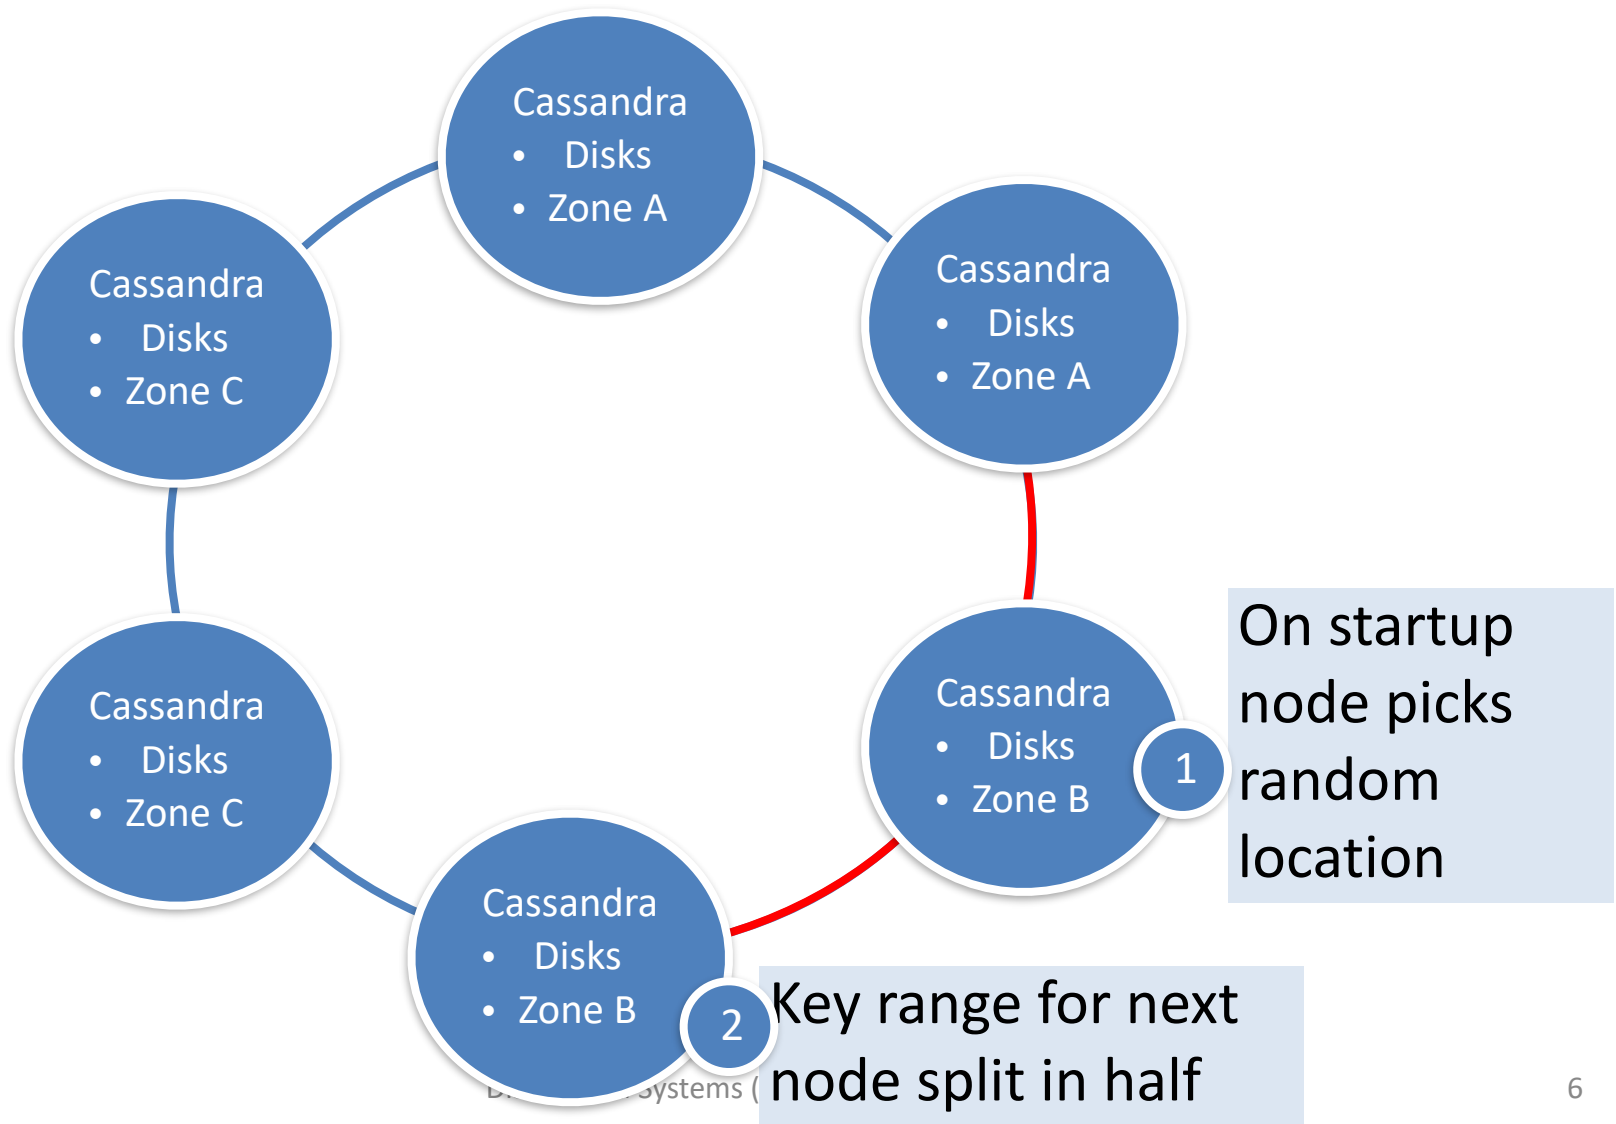 Cassandra
• Disks
• Zone A
Cassandra
• Disks
• Zone A
Cassandra
• Disks
• Zone C
Cassandra
• Disks
• Zone B
1
On startup
node picks
random
location
Cassandra
• Disks
• Zone C
Cassandra
• Disks
• Zone B
2
Key range for next
node split in half
Systems (
6